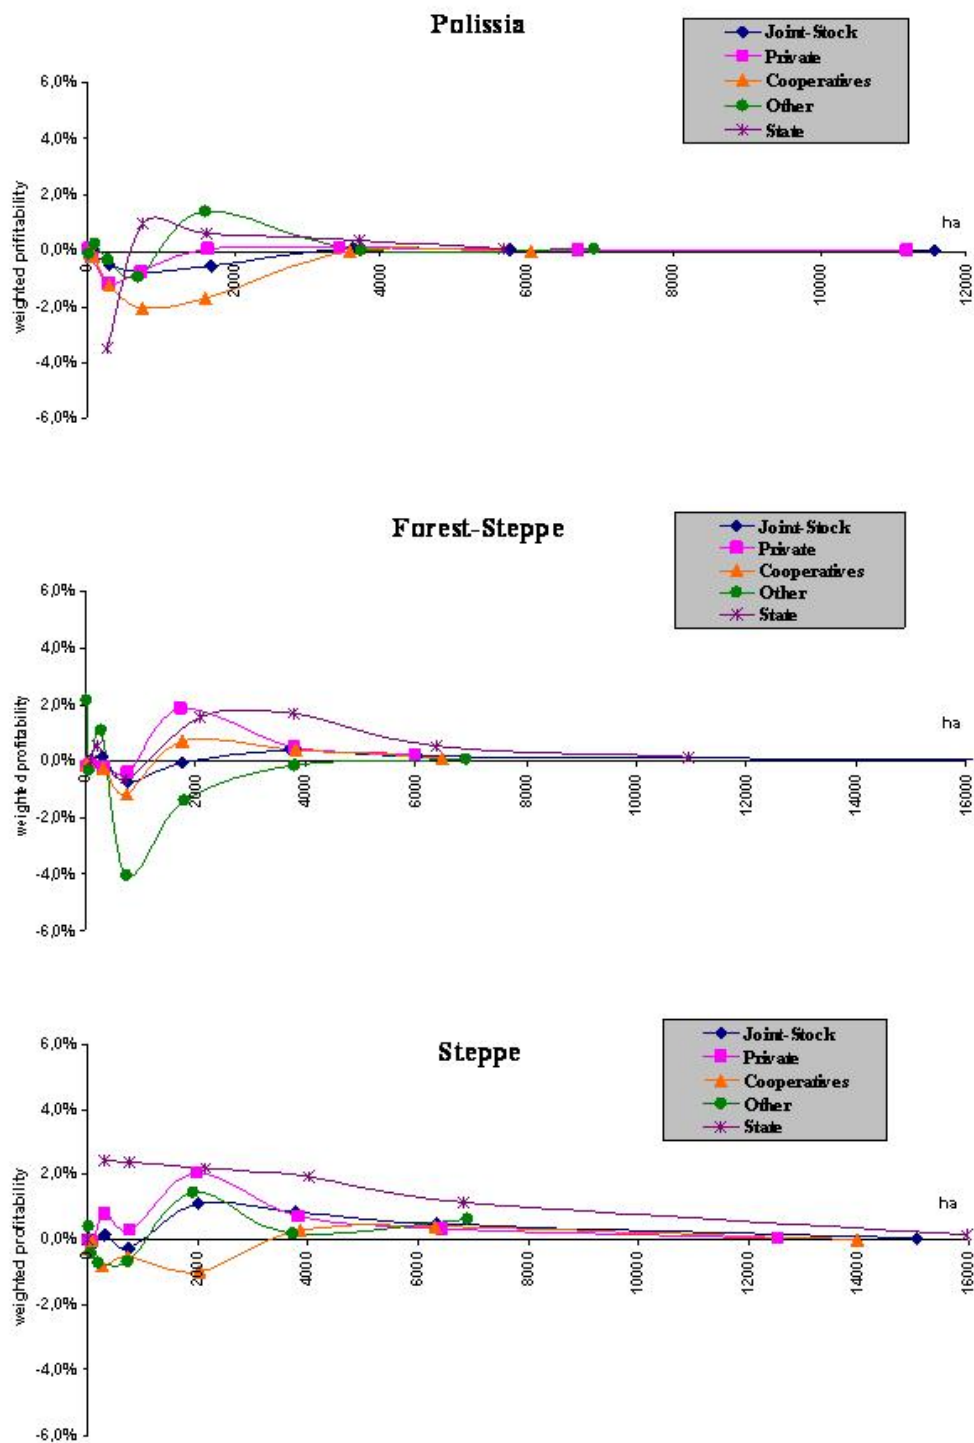 Polissia
Joint-Stock
Private
Cooperatives
Other
State
6,0%
4,0%
2,0%
0,0%
-2,0%
-4,0%
-6,0%
weighted profitability
ha
0
2000
4000
6000
8000
10000
12000
Forest-Steppe
Joint-Stock
Private
Cooperatives
Other
State
6,0%
4,0%
2,0%
0,0%
-2,0%
-4,0%
-6,0%
weighted profitability
ha
0
2000
4000
6000
8000
10000
12000
14000
16000
Steppe
Joint-Stock
Private
Cooperatives
Other
State
6,0%
4,0%
2,0%
0,0%
-2,0%
-4,0%
-6,0%
weighted profitability
ha
0
2000
4000
6000
8000
10000
12000
14000
16000